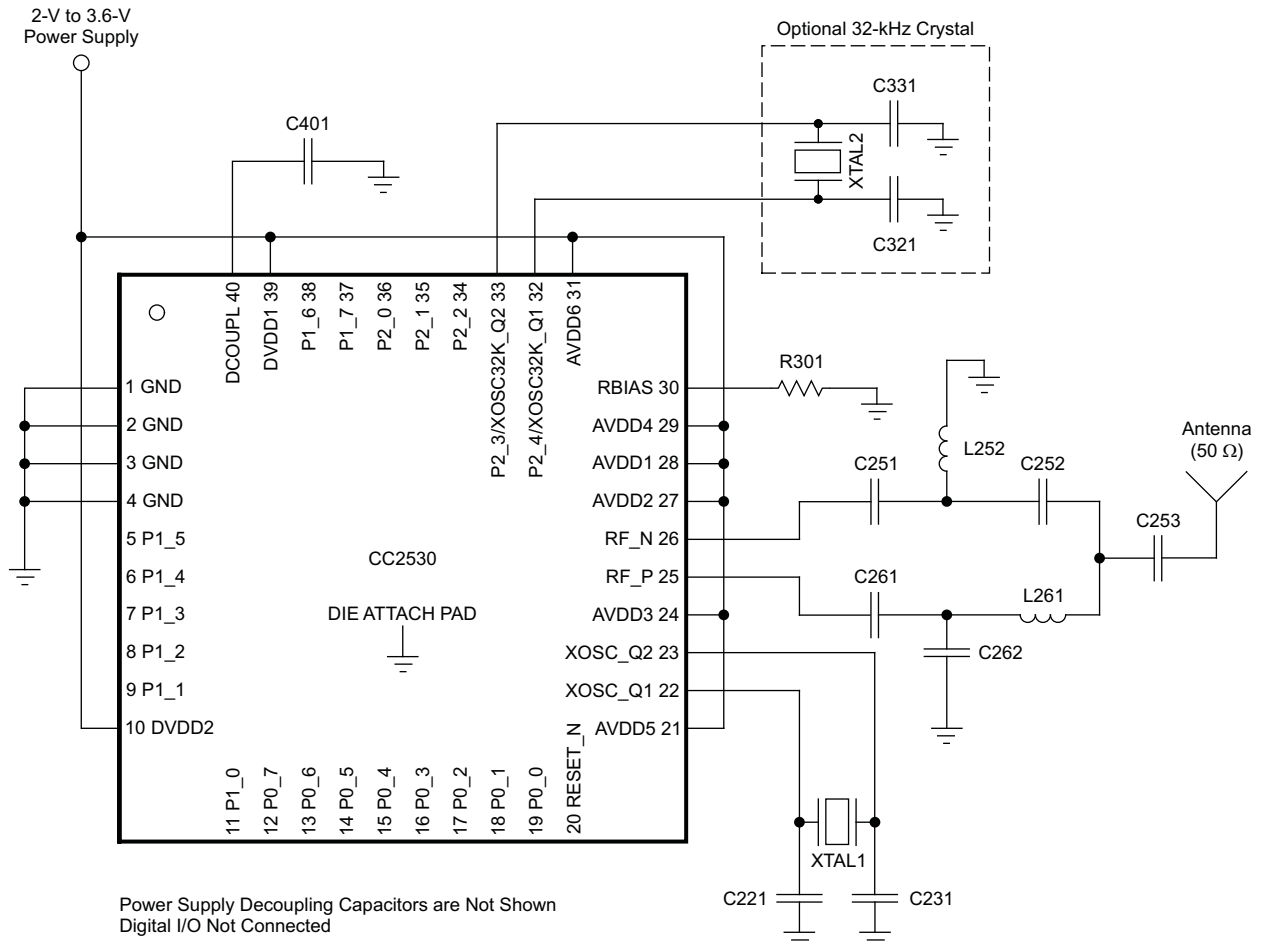 2-V to 3.6-V
Power Supply
Optional 32-kHz Crystal
C331
C401
XTAL2
C321
DCOUPL 40
DVDD1 39
P1_6 38
P1_7 37
P2_0 36
P2_1 35
P2_2 34
P2_3/XOSC32K_Q2 33
P2_4/XOSC32K_Q1 32
AVDD6 31
1 GND
2 GND
3 GND
4 GND
5 P1_5
6 P1_4
7 P1_3
8 P1_2
9 P1_1
10 DVDD2
CC2530
DIE ATTACH PAD
RBIAS 30
AVDD4 29
AVDD1 28
AVDD2 27
RF_N 26
RF_P 25
AVDD3 24
XOSC_Q2 23
XOSC_Q1 22
AVDD5 21
R301
L252
C251
C252
Antenna
(50 Ω)
C253
C261
L261
C262
11 P1_0
12 P0_7
13 P0_6
14 P0_5
15 P0_4
16 P0_3
17 P0_2
18 P0_1
19 P0_0
20 RESET_N
XTAL1
C221
C231
Power Supply Decoupling Capacitors are Not Shown
Digital I/O Not Connected